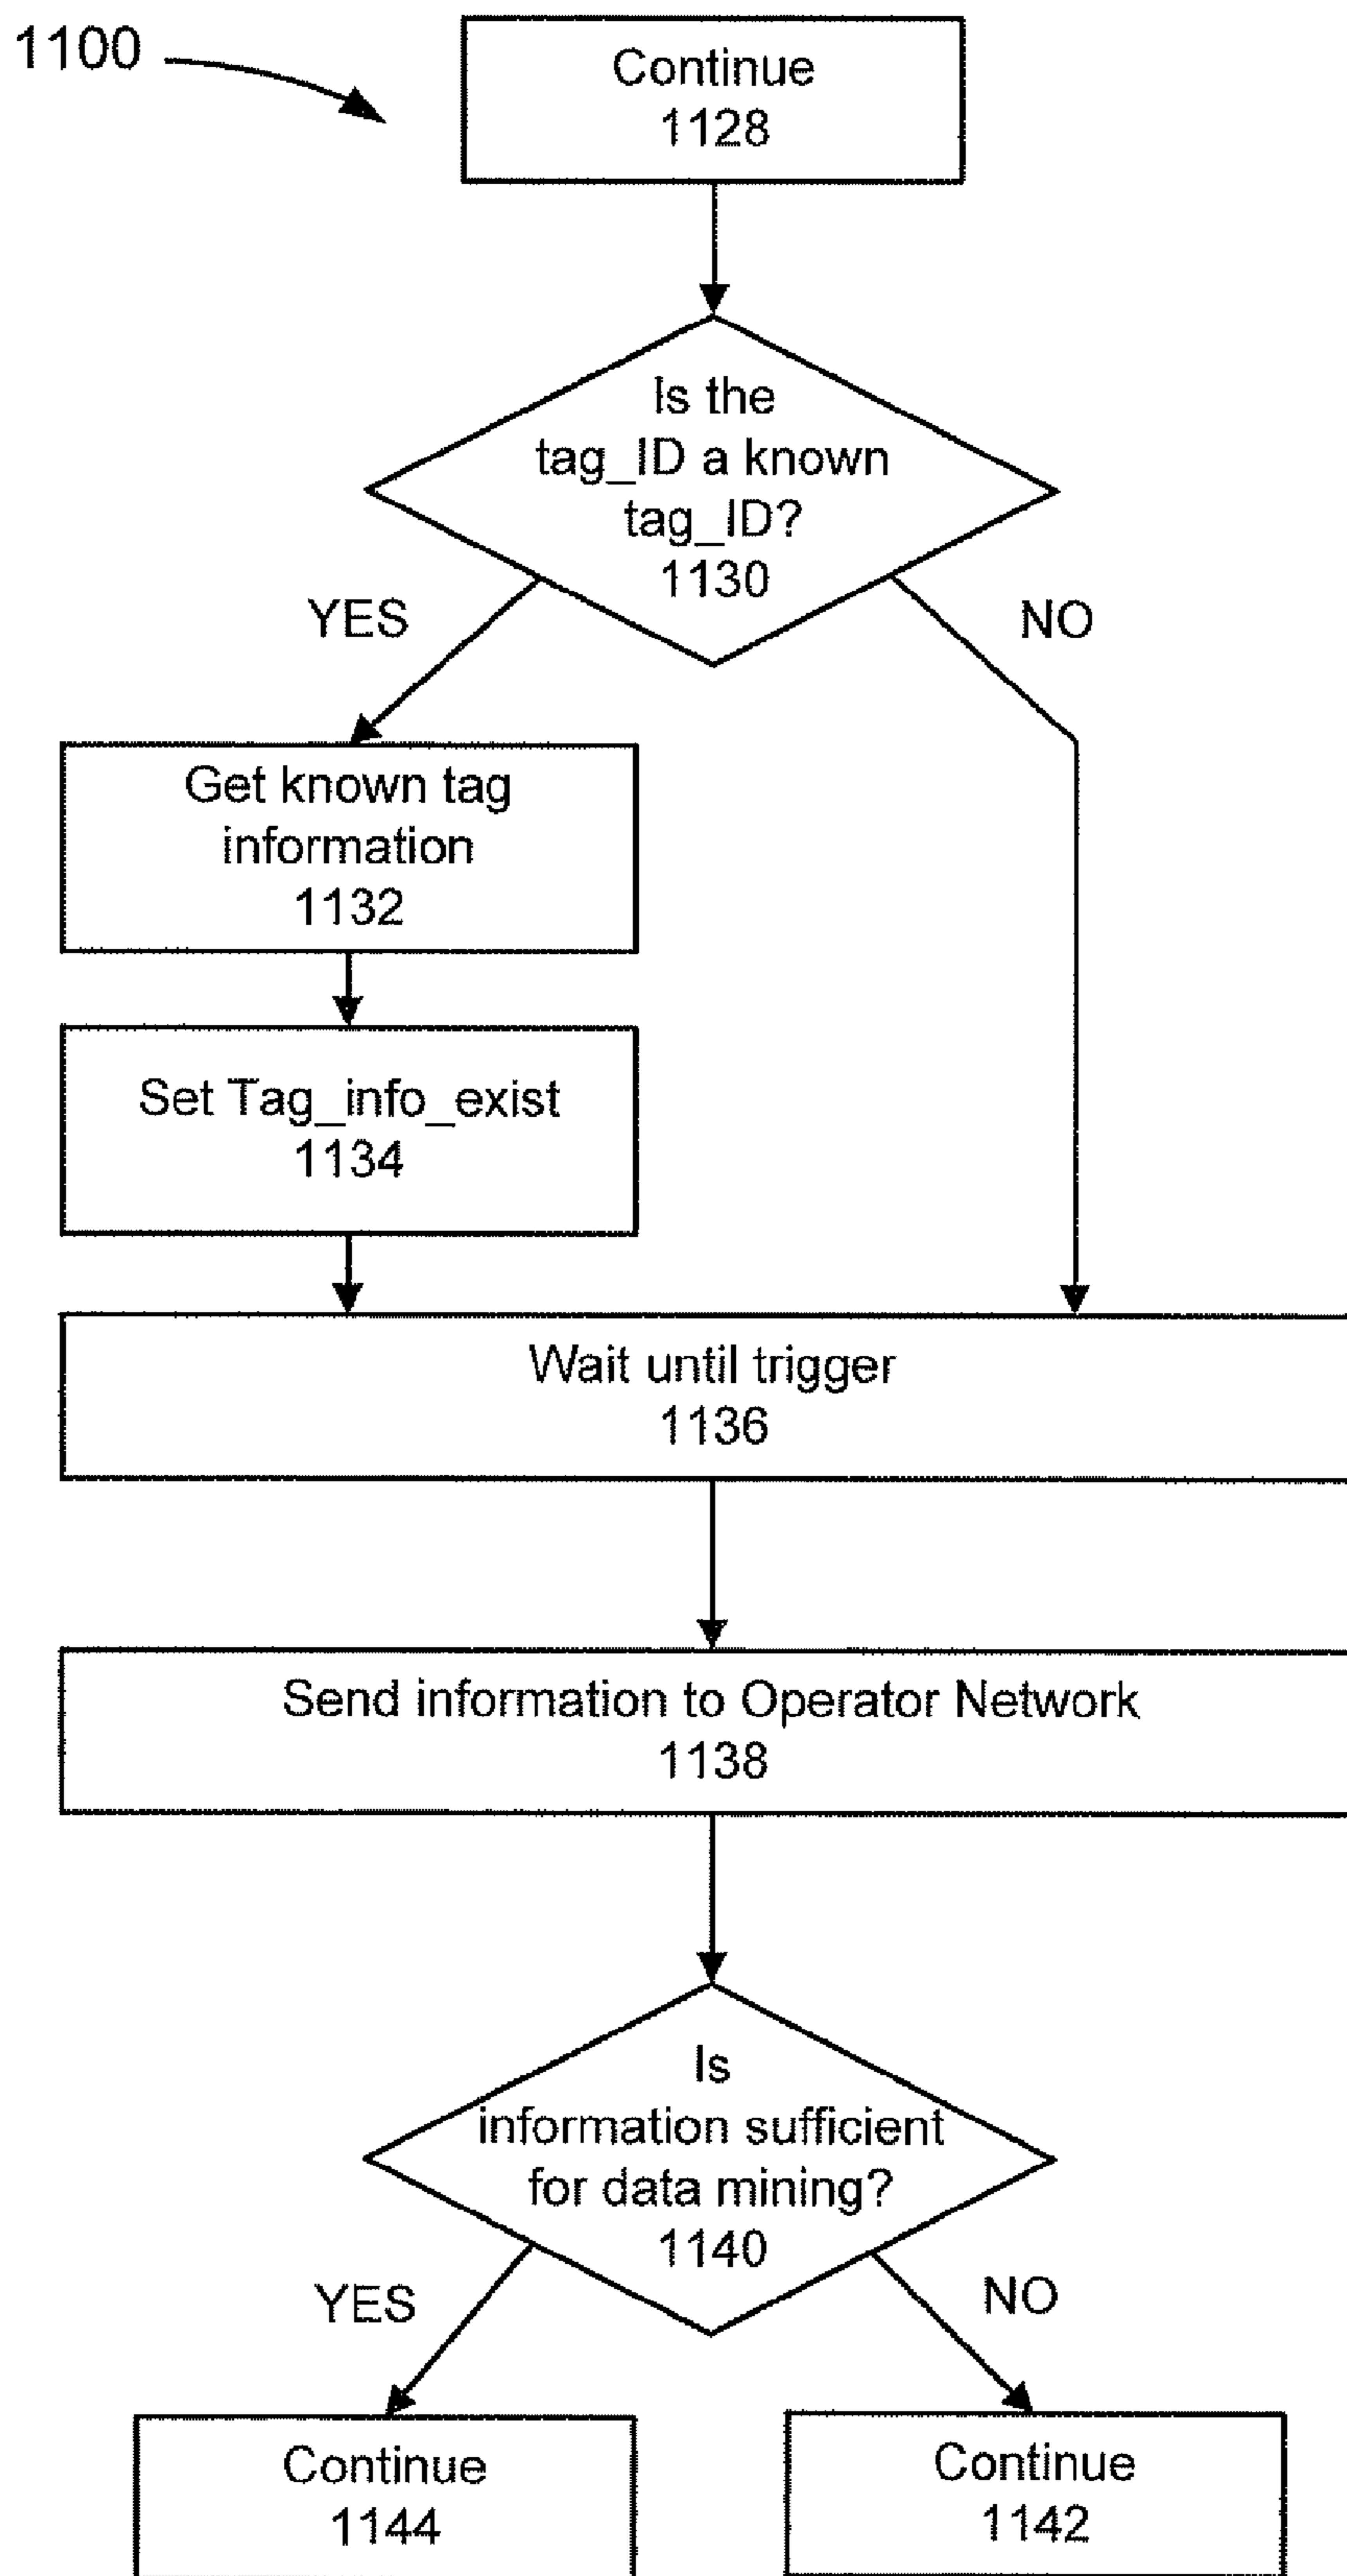 1100
Continue
1128
Is the
tag_ID a known
tag_ID?
1130
YES
NO
Get known tag
information
1132
Set Tag_info_exist
1134
Wait until trigger
1136
Send information to Operator Network
1138
Is
information sufficient
for data mining?
1140
YES
NO
Continue
1144
Continue
1142